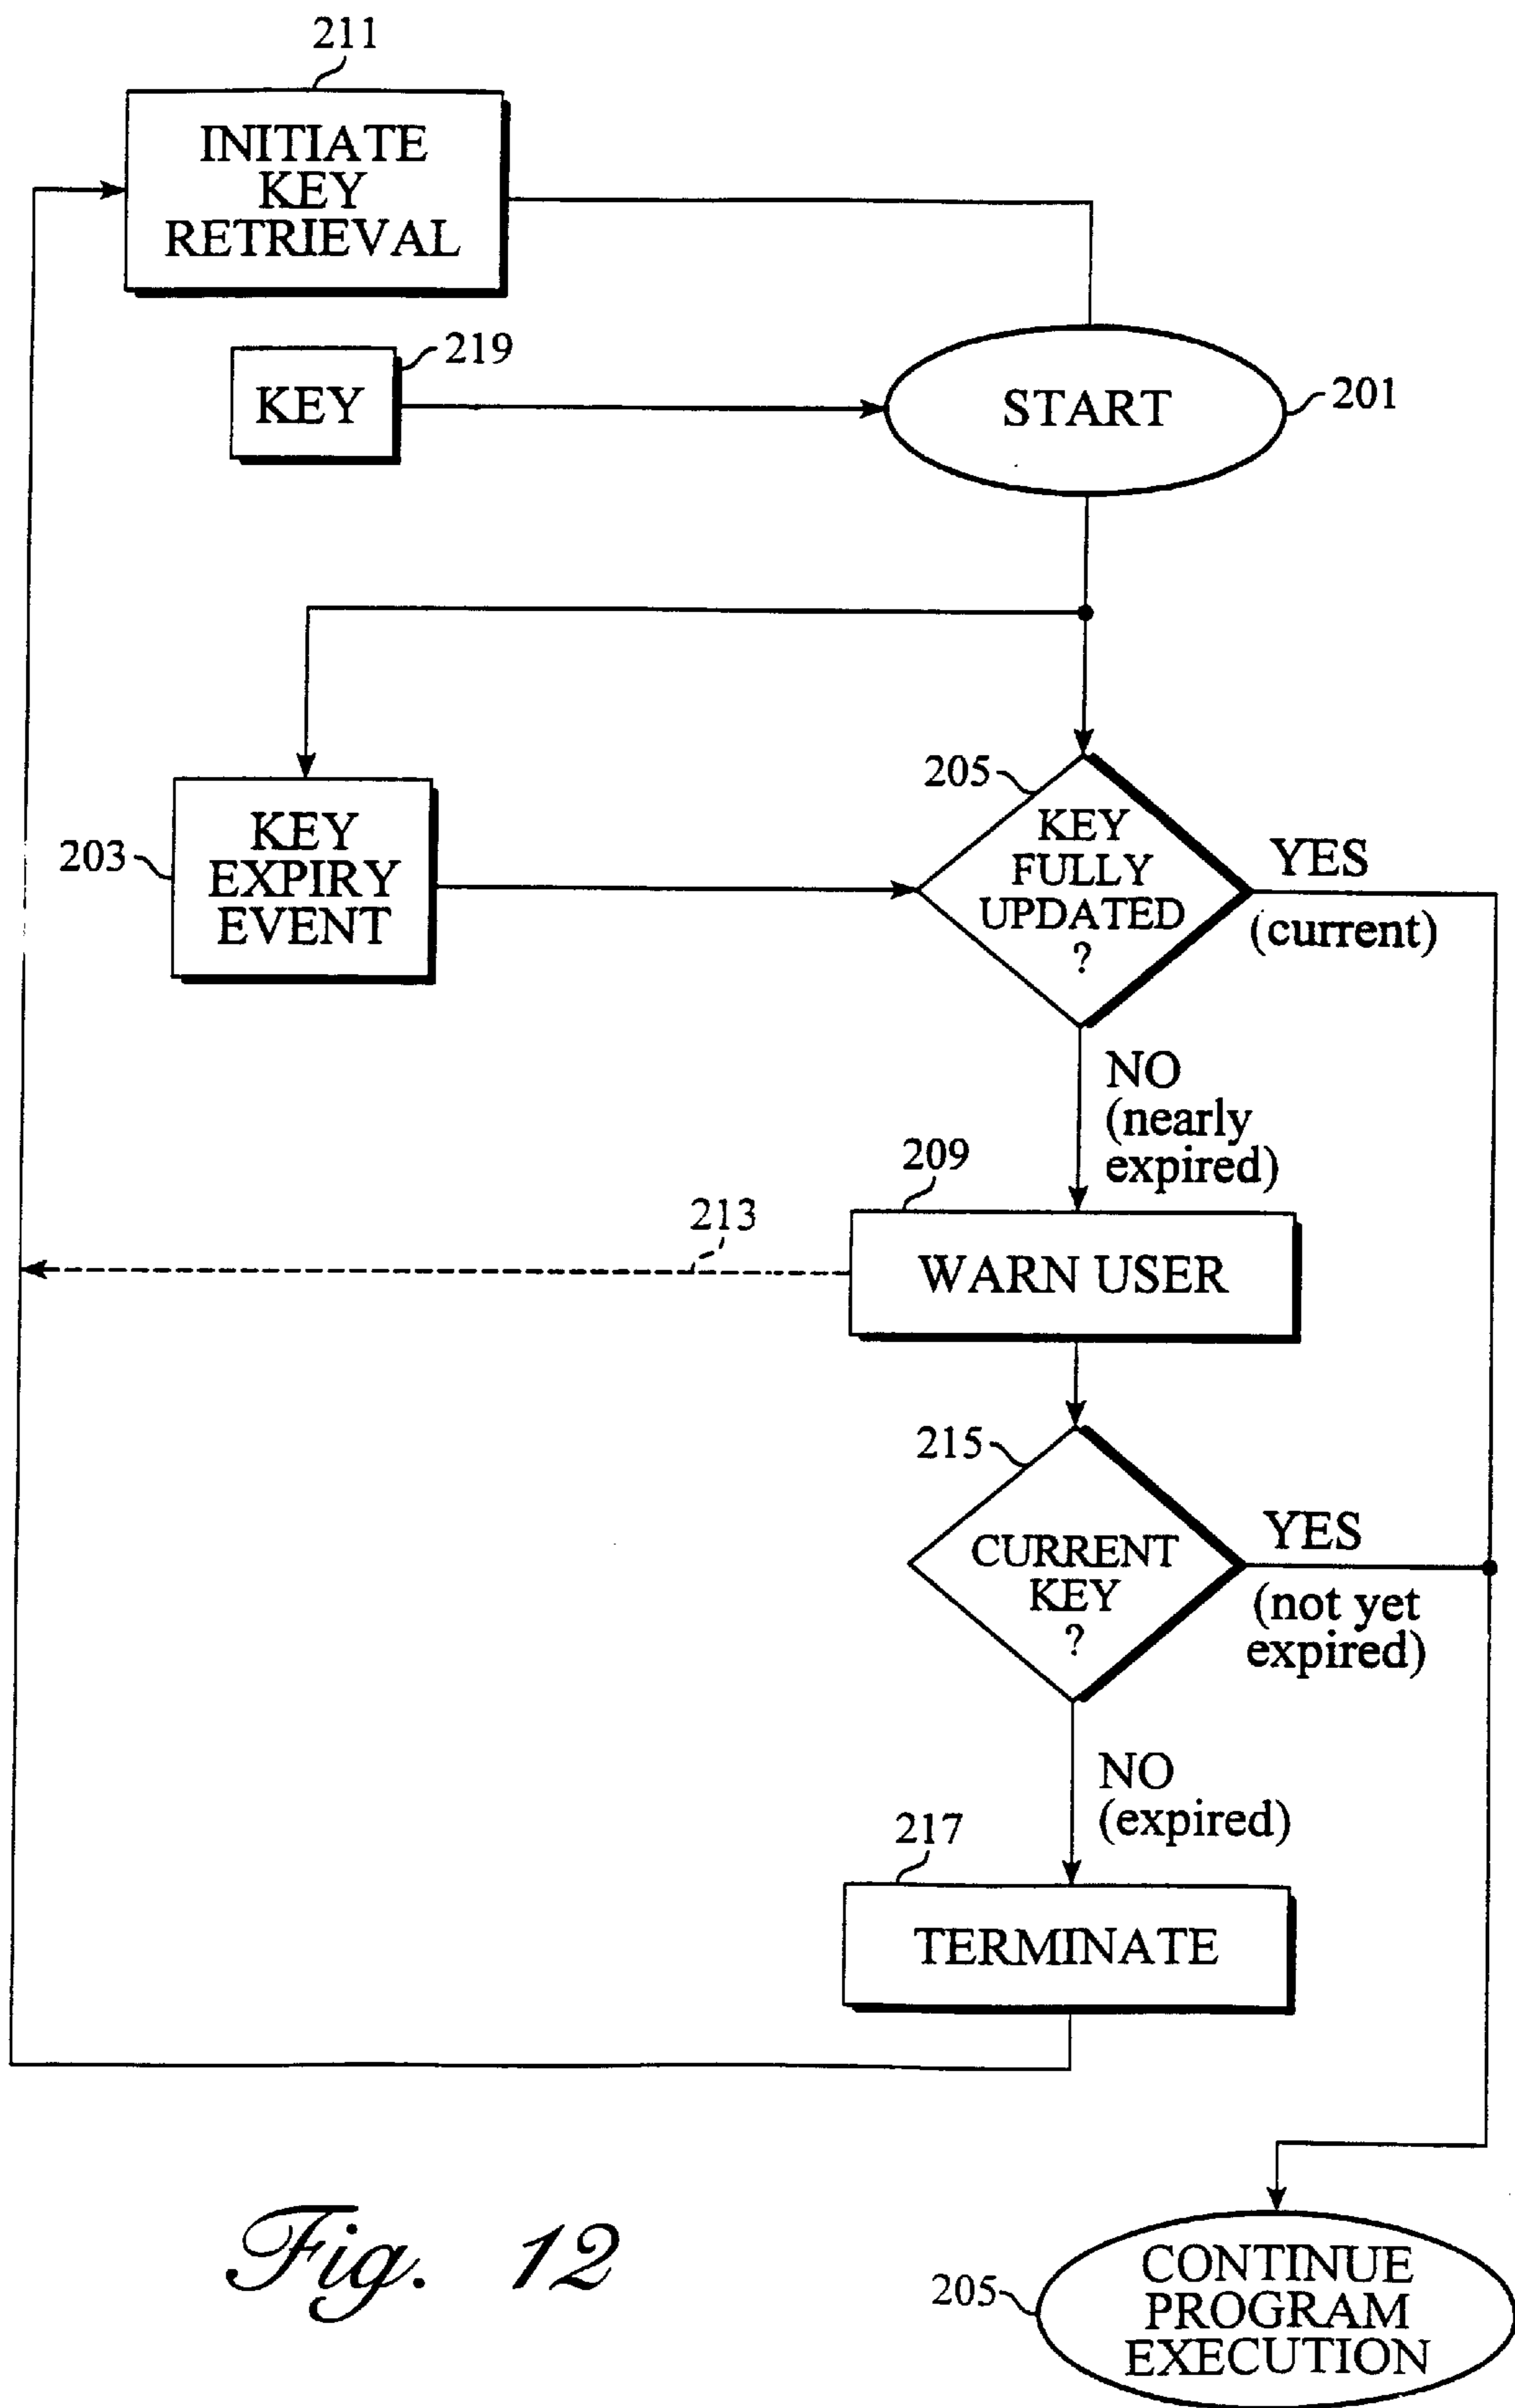 211
INITIATE
KEY
RETRIEVAL
219
KEY
START
201
203
KEY
EXPIRY
EVENT
205
KEY
FULLY
UPDATED
?
YES
(current)
NO
(nearly
expired)
209
213
WARN USER
215
CURRENT
KEY
?
YES
(not yet
expired)
NO
(expired)
217
TERMINATE
Fig. 12
205
CONTINUE
PROGRAM
EXECUTION